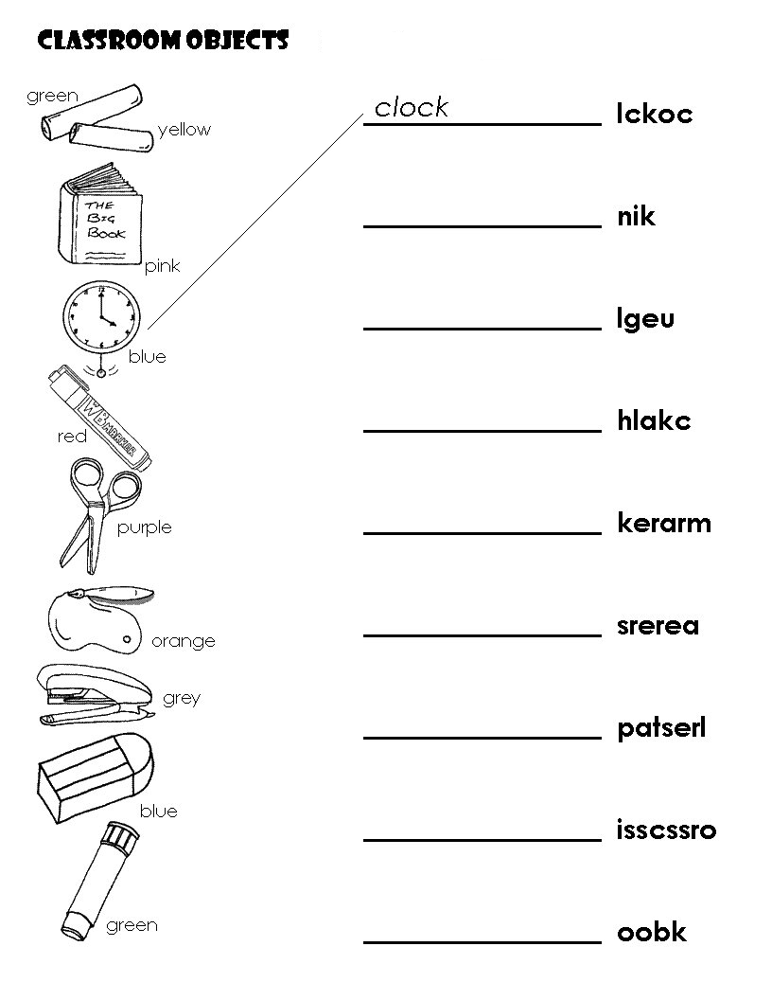 CLASSROOM OBJECTS
green
yellow
THE
BIG
BOOK
pink
blue
WB MARKER
red
purple
orange
grey
blue
green
clock lckoc
nik
lgeu
hlakc
kerarm
srerea
patserl
isscssro
oobk